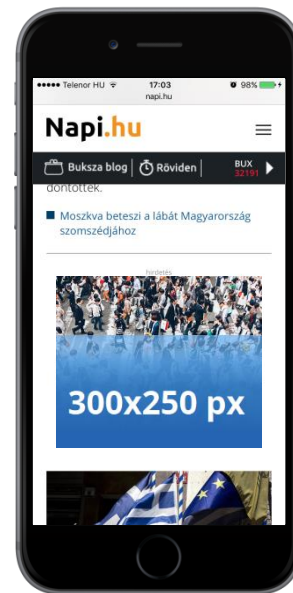 Telenor HU 17:03 98%
napi.hu
Napi.hu
Buksza blog Röviden BUX
32191
döntöttek.
Moszkva beteszi a lábát Magyarország
szomszédjához
hirdetés
300x250 px